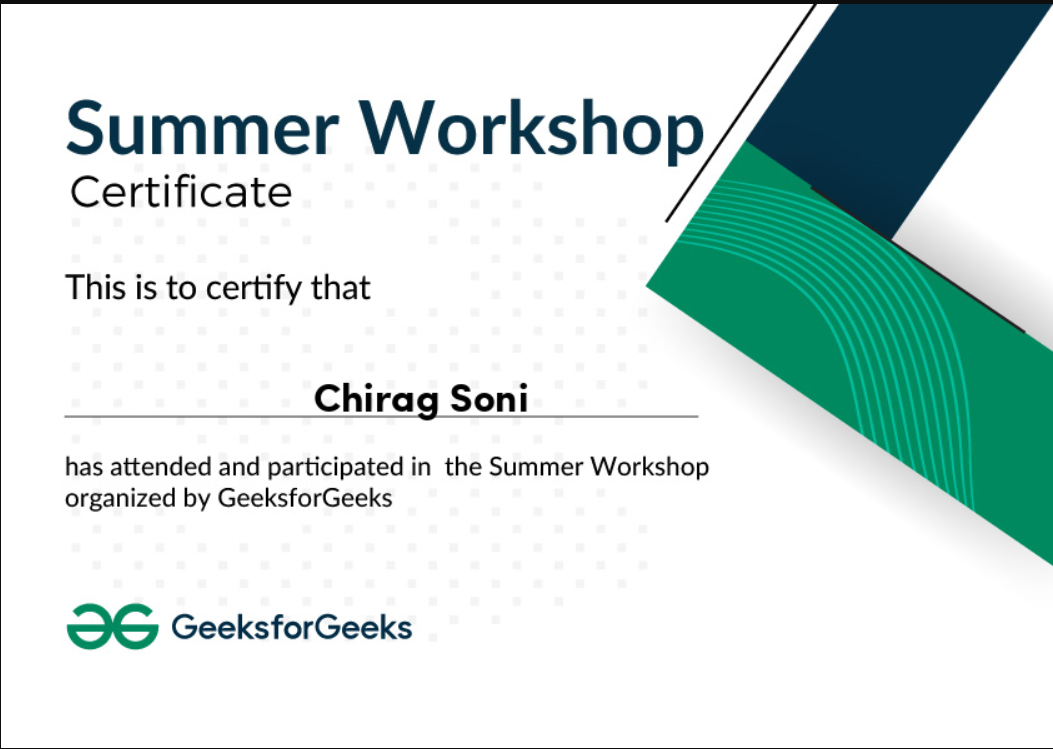 Summer Workshop
Certificate
This is to certify that
Chirag Soni
has attended and participated in  the Summer Workshop
organized by GeeksforGeeks
GeeksforGeeks